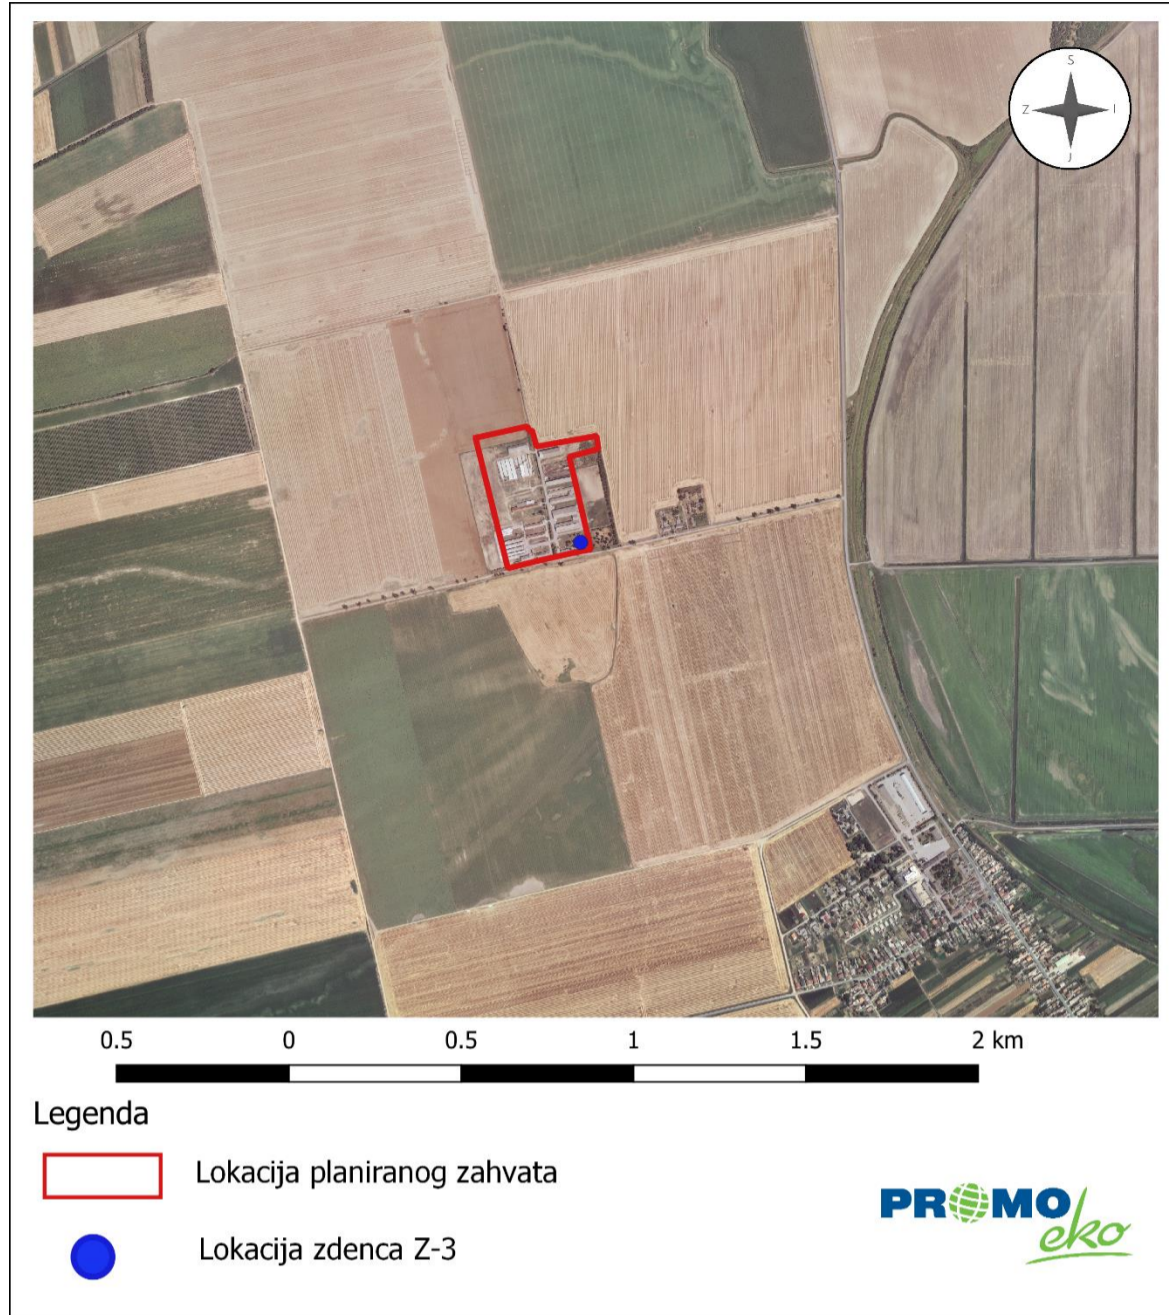 S
Z I
J
0.5 0 0.5 1 1.5 2 km
Legenda
Lokacija planiranog zahvata
Lokacija zdenca Z-3
PROMO
eko